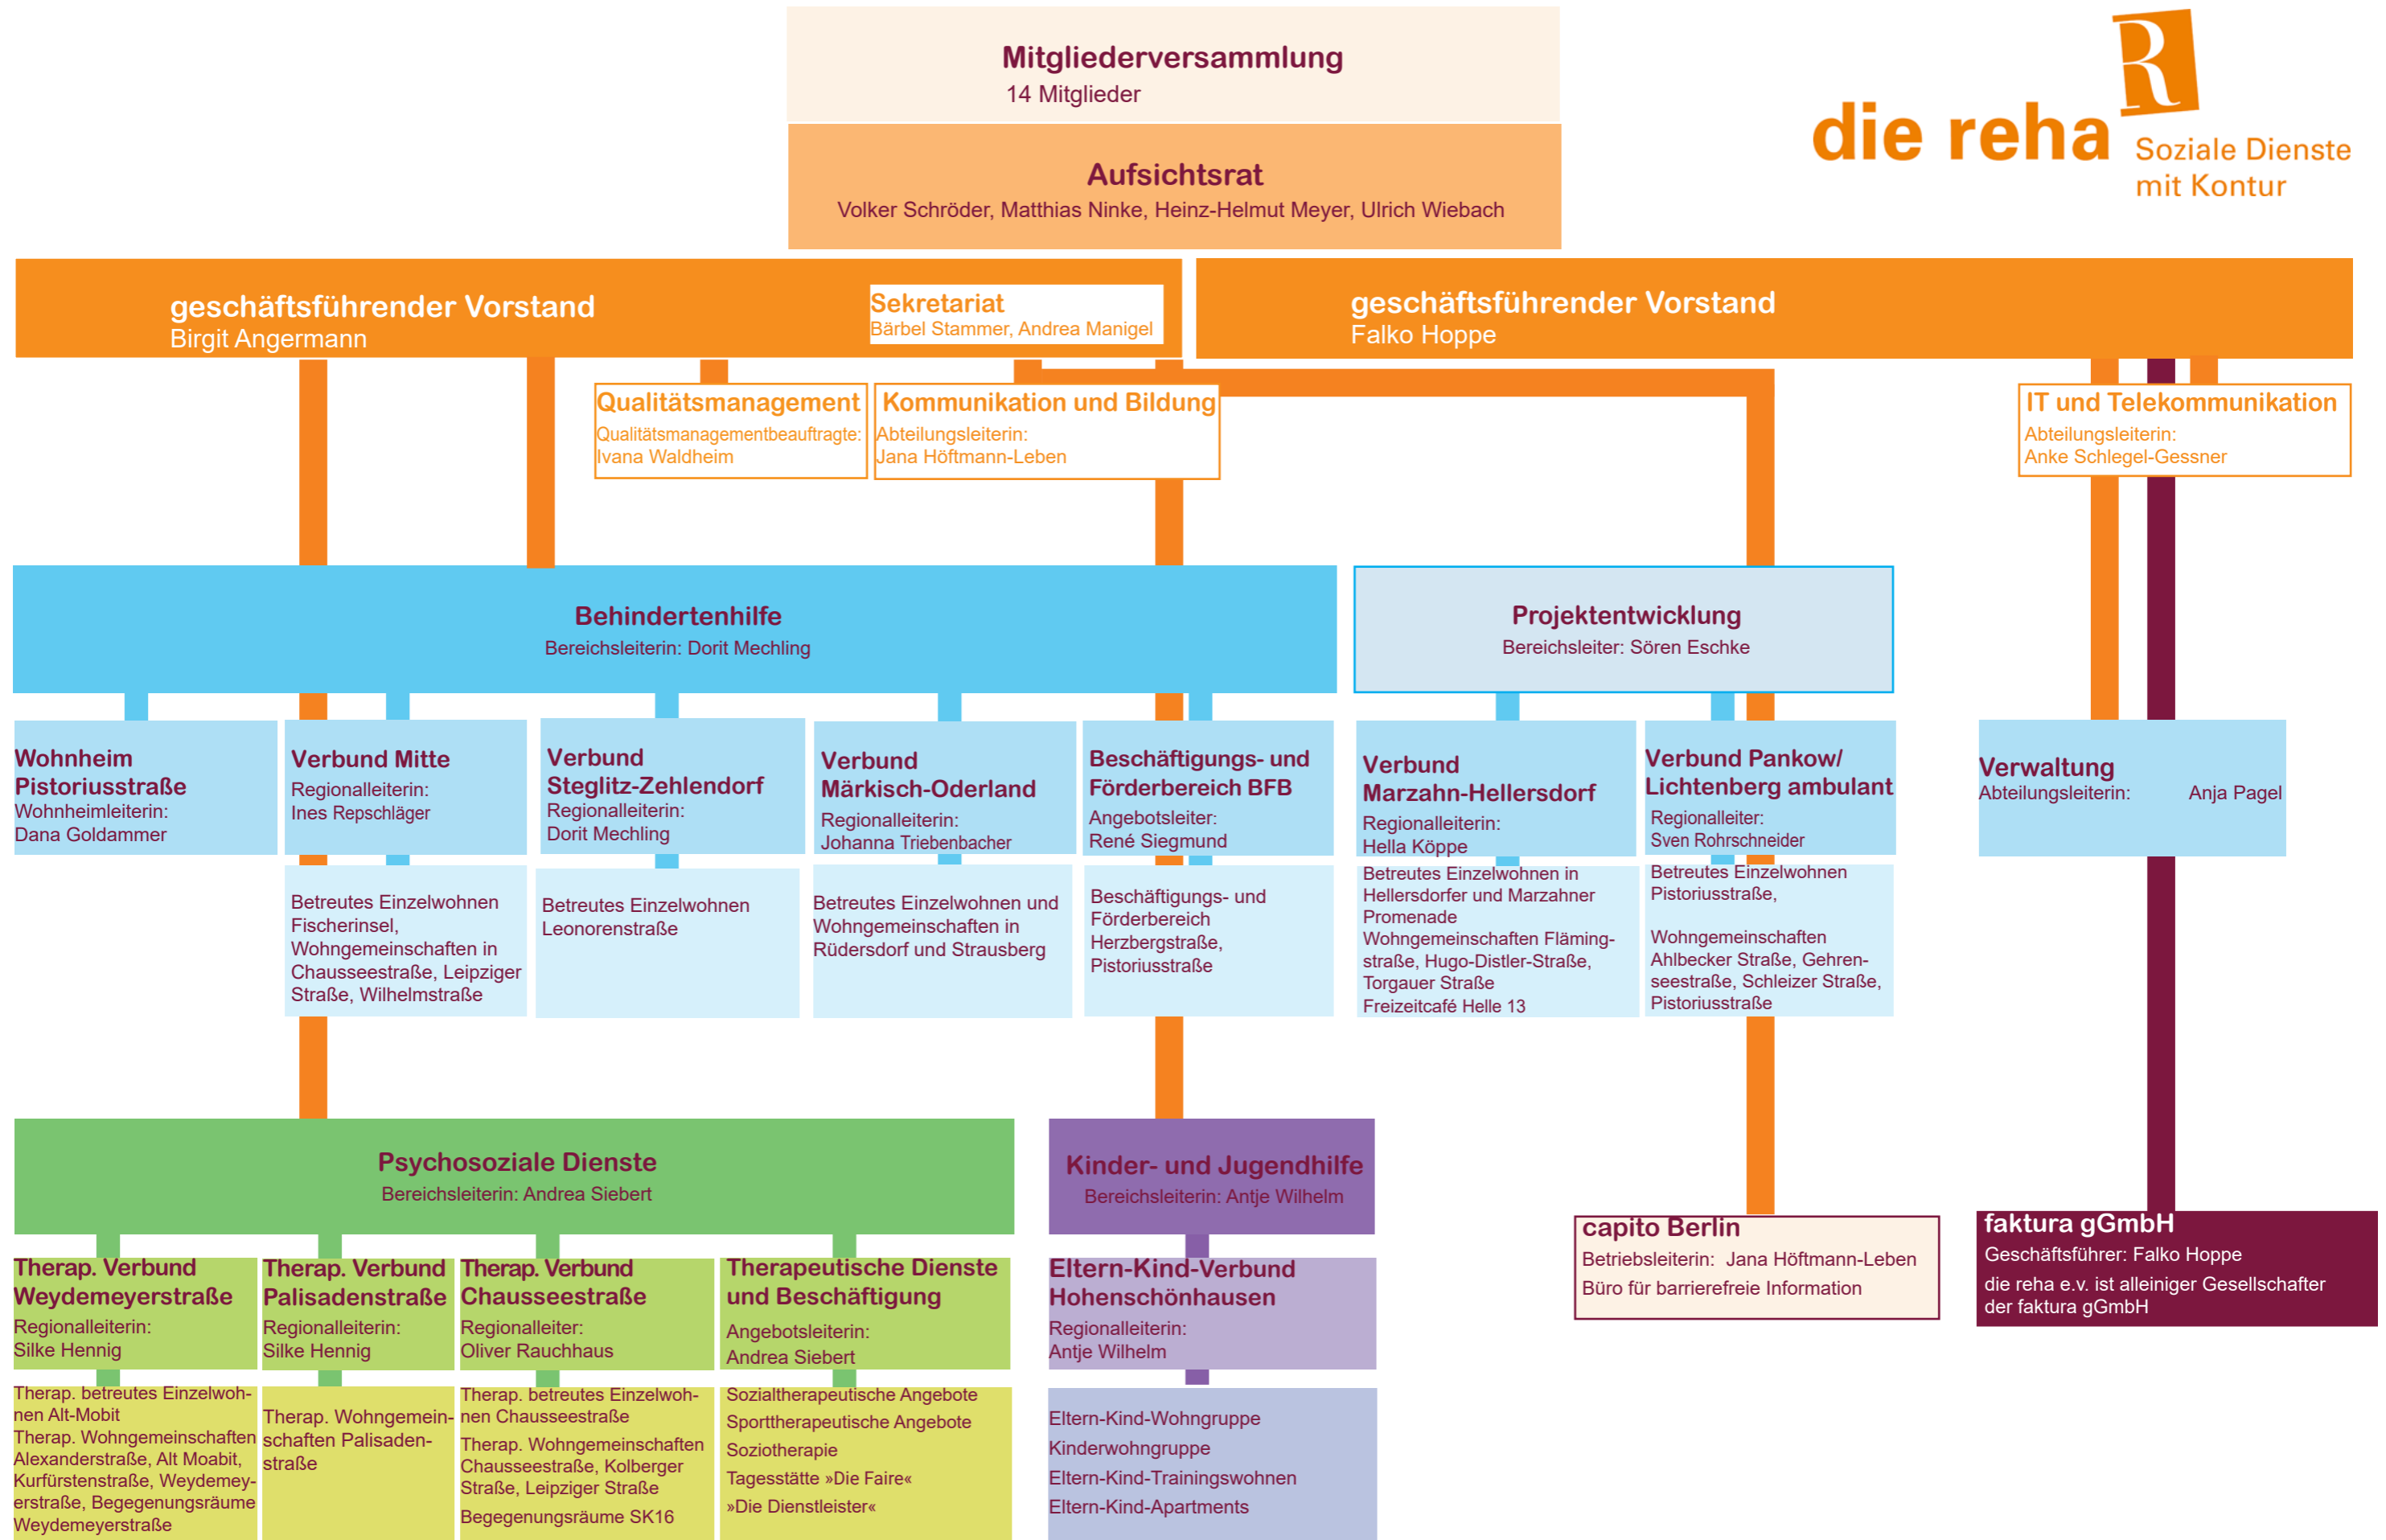 Mitgliederversammlung
14 Mitglieder
R
die reha
Soziale Dienste
mit Kontur
Aufsichtsrat
Volker Schröder, Matthias Ninke, Heinz-Helmut Meyer, Ulrich Wiebach
geschäftsführender Vorstand
Birgit Angermann
Sekretariat
Bärbel Stammer, Andrea Manigel
geschäftsführender Vorstand
Falko Hoppe
Qualitätsmanagement
Qualitätsmanagementbeauftragte:
Ivana Waldheim
Kommunikation und Bildung
Abteilungsleiterin:
Jana Höftmann-Leben
IT und Telekommunikation
Abteilungsleiterin:
Anke Schlegel-Gessner
Behindertenhilfe
Bereichsleiterin: Dorit Mechling
Projektentwicklung
Bereichsleiter: Sören Eschke
Wohnheim
Pistoriusstraße
Wohnheimleiterin:
Dana Goldammer
Verbund Mitte
Regionalleiterin:
Ines Repschläger
Verbund
Steglitz-Zehlendorf
Regionalleiterin:
Dorit Mechling
Verbund
Märkisch-Oderland
Regionalleiterin:
Johanna Triebenbacher
Beschäftigungs- und
Förderbereich BFB
Angebotsleiter:
René Siegmund
Verbund
Marzahn-Hellersdorf
Regionalleiterin:
Hella Köppe
Verbund Pankow/
Lichtenberg ambulant
Regionalleiter:
Sven Rohrschneider
Verwaltung
Abteilungsleiterin: Anja Pagel
Betreutes Einzelwohnen
Fischerinsel,
Wohngemeinschaften in
Chausseestraße, Leipziger
Straße, Wilhelmstraße
Betreutes Einzelwohnen
Leonorenstraße
Betreutes Einzelwohnen und
Wohngemeinschaften in
Rüdersdorf und Strausberg
Beschäftigungs- und
Förderbereich
Herzbergstraße,
Pistoriusstraße
Betreutes Einzelwohnen in
Hellersdorfer und Marzahner
Promenade
Wohngemeinschaften Fläming-
straße, Hugo-Distler-Straße,
Torgauer Straße
Freizeitcafé Helle 13
Betreutes Einzelwohnen
Pistoriusstraße,
Wohngemeinschaften
Ahlbecker Straße, Gehren-
seestraße, Schleizer Straße,
Pistoriusstraße
Psychosoziale Dienste
Bereichsleiterin: Andrea Siebert
Kinder- und Jugendhilfe
Bereichsleiterin: Antje Wilhelm
capito Berlin
Betriebsleiterin: Jana Höftmann-Leben
Büro für barrierefreie Information
faktura gGmbH
Geschäftsführer: Falko Hoppe
die reha e.v. ist alleiniger Gesellschafter
der faktura gGmbH
Therap. Verbund
Weydemeyerstraße
Regionalleiterin:
Silke Hennig
Therap. Verbund
Palisadenstraße
Regionalleiterin:
Silke Hennig
Therap. Verbund
Chausseestraße
Regionalleiter:
Oliver Rauchhaus
Therapeutische Dienste
und Beschäftigung
Angebotsleiterin:
Andrea Siebert
Eltern-Kind-Verbund
Hohenschönhausen
Regionalleiterin:
Antje Wilhelm
Therap. betreutes Einzelwoh-
nen Alt-Mobit
Therap. Wohngemeinschaften
Alexanderstraße, Alt Moabit,
Kurfürstenstraße, Weydemey-
erstraße, Begegenungsräume
Weydemeyerstraße
Therap. Wohngemein-
schaften Palisaden-
straße
Therap. betreutes Einzelwoh-
nen Chausseestraße
Therap. Wohngemeinschaften
Chausseestraße, Kolberger
Straße, Leipziger Straße
Begegenungsräume SK16
Sozialtherapeutische Angebote
Sporttherapeutische Angebote
Soziotherapie
Tagesstätte »Die Faire«
»Die Dienstleister«
Eltern-Kind-Wohngruppe
Kinderwohngruppe
Eltern-Kind-Trainingswohnen
Eltern-Kind-Apartments